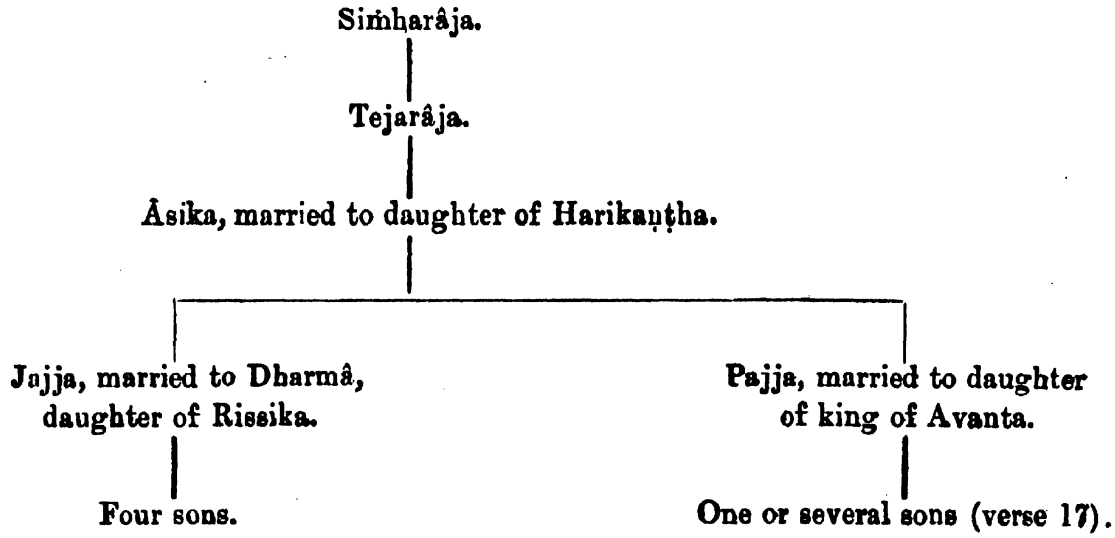 Siṁharâja.
Tejarâja.
Âsika, married to daughter of Harikaṇṭha.
Jajja, married to Dharmâ,
daughter of Rissika.
Pajja, married to daughter
of king of Avanta.
Four sons.
One or several sons (verse 17).